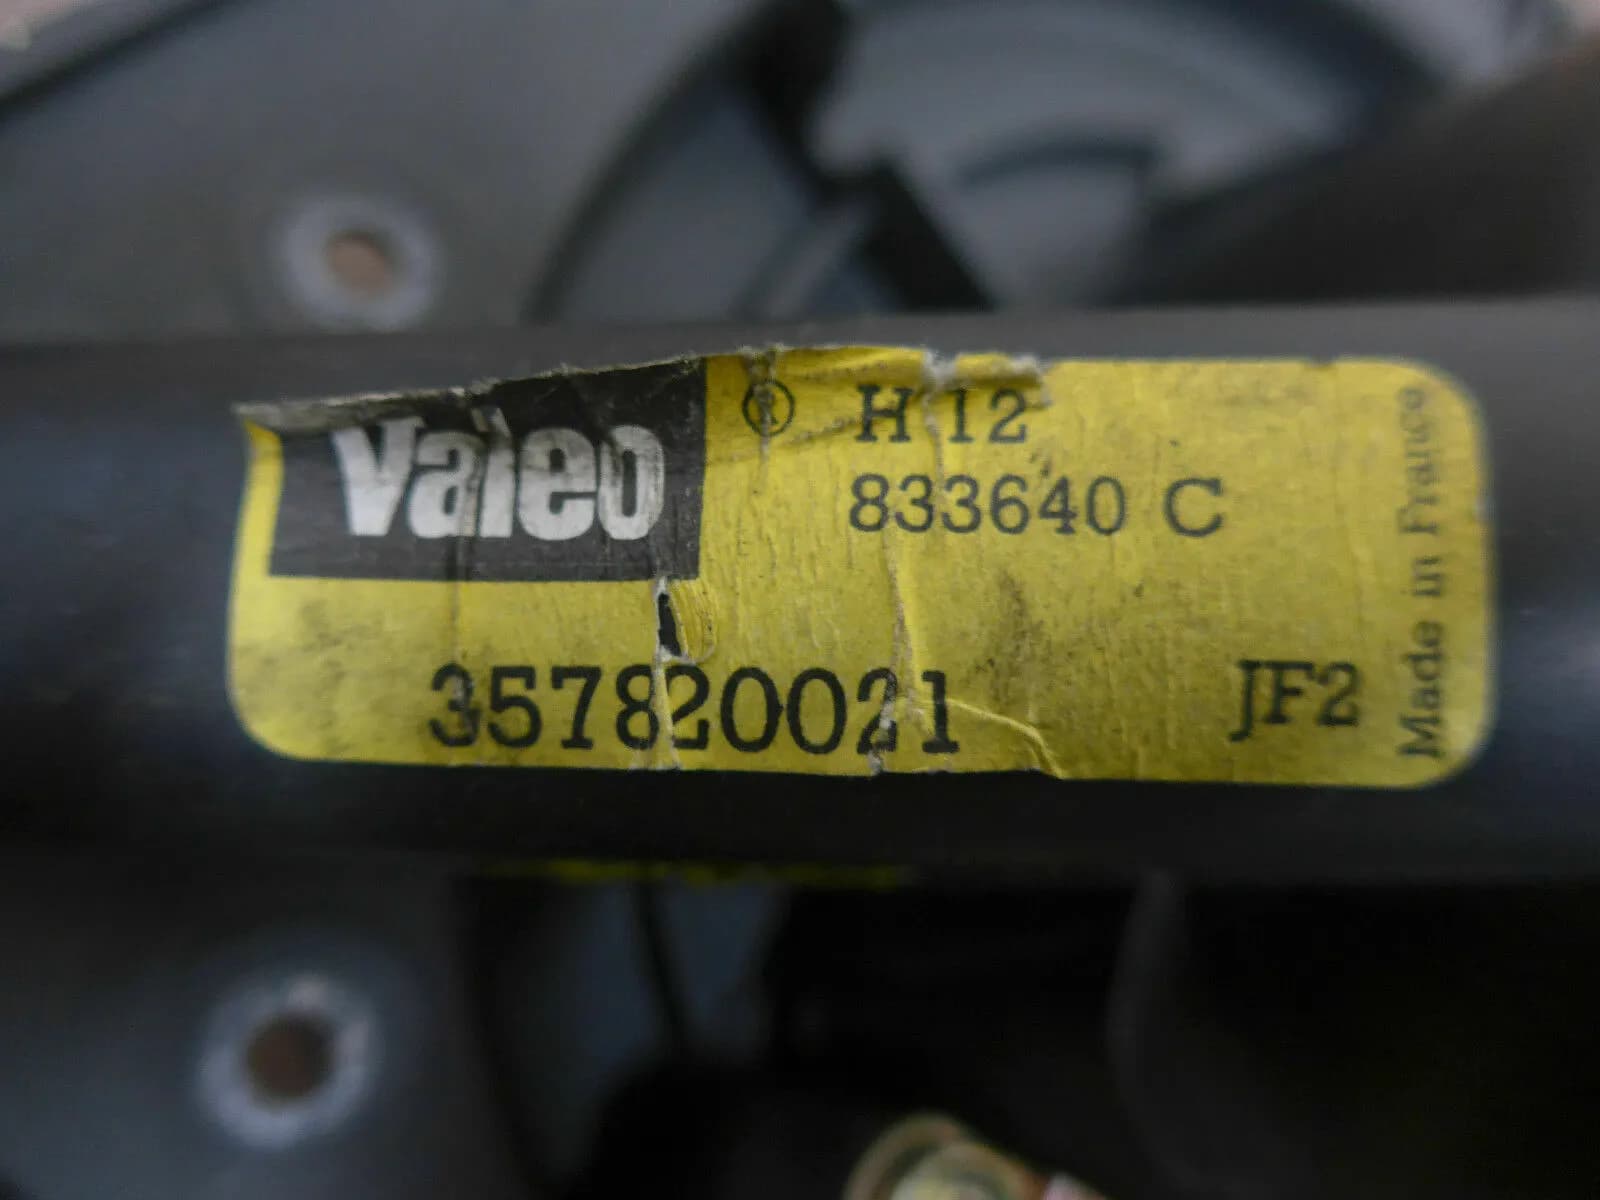 Valeo ® H 12
833640 C
357820021 JF2
Made in France